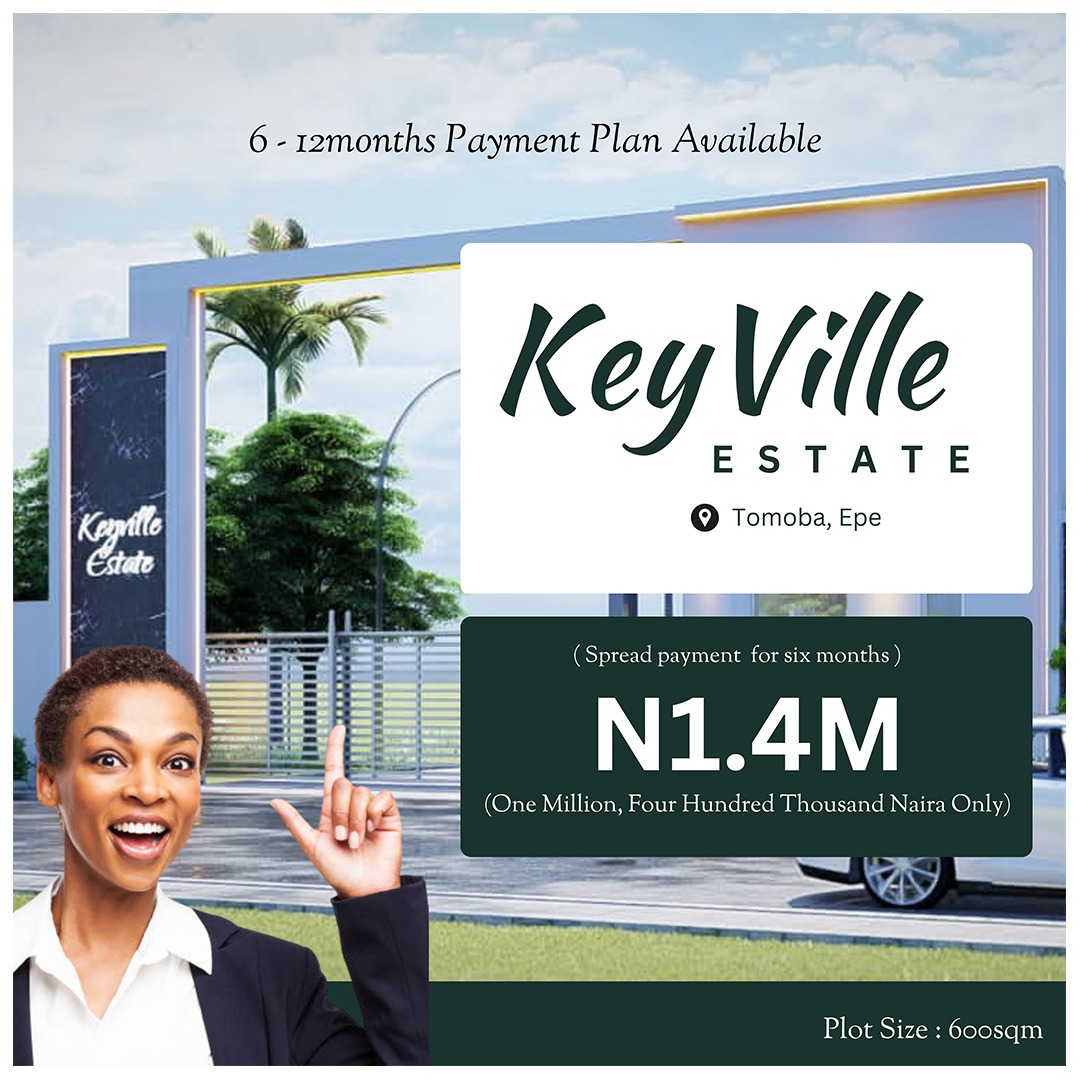 6 - 12months Payment Plan Available
KeyVille
ESTATE
Tomoba, Epe
Keyville
Estate
( Spread payment for six months )
N1.4M
(One Million, Four Hundred Thousand Naira Only)
Plot Size : 600sqm